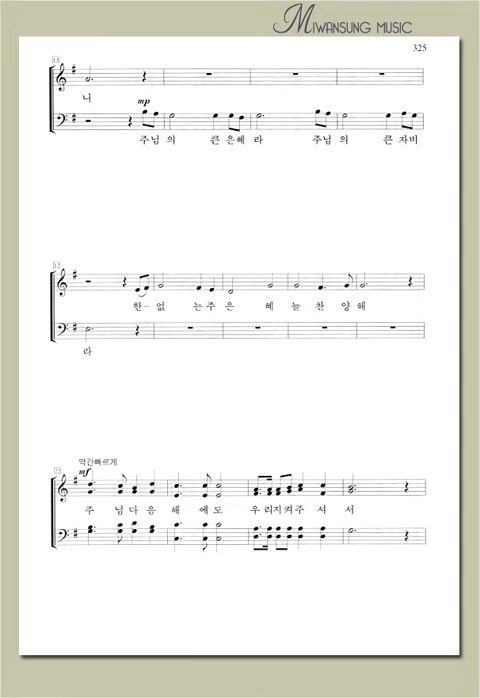 MIWANSUNG MUSIC
325
니
mp
주님 의 큰 은혜 라 주님 의 큰 자비
한- 없 는 주 은 혜 늘 찬 양 해
라
약간빠르게
mf
주 님 다 음 해 에 도 우 리 지 켜 주 셔 서